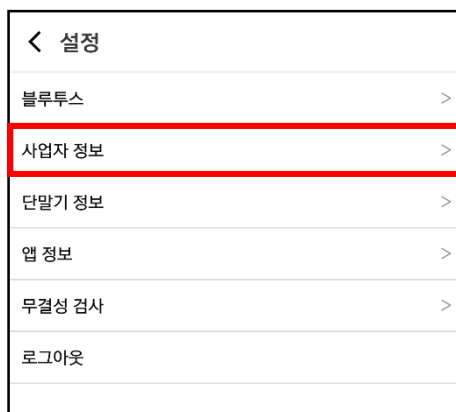 설정
블루투스
사업자 정보
단말기 정보
앱 정보
무결성 검사
로그아웃